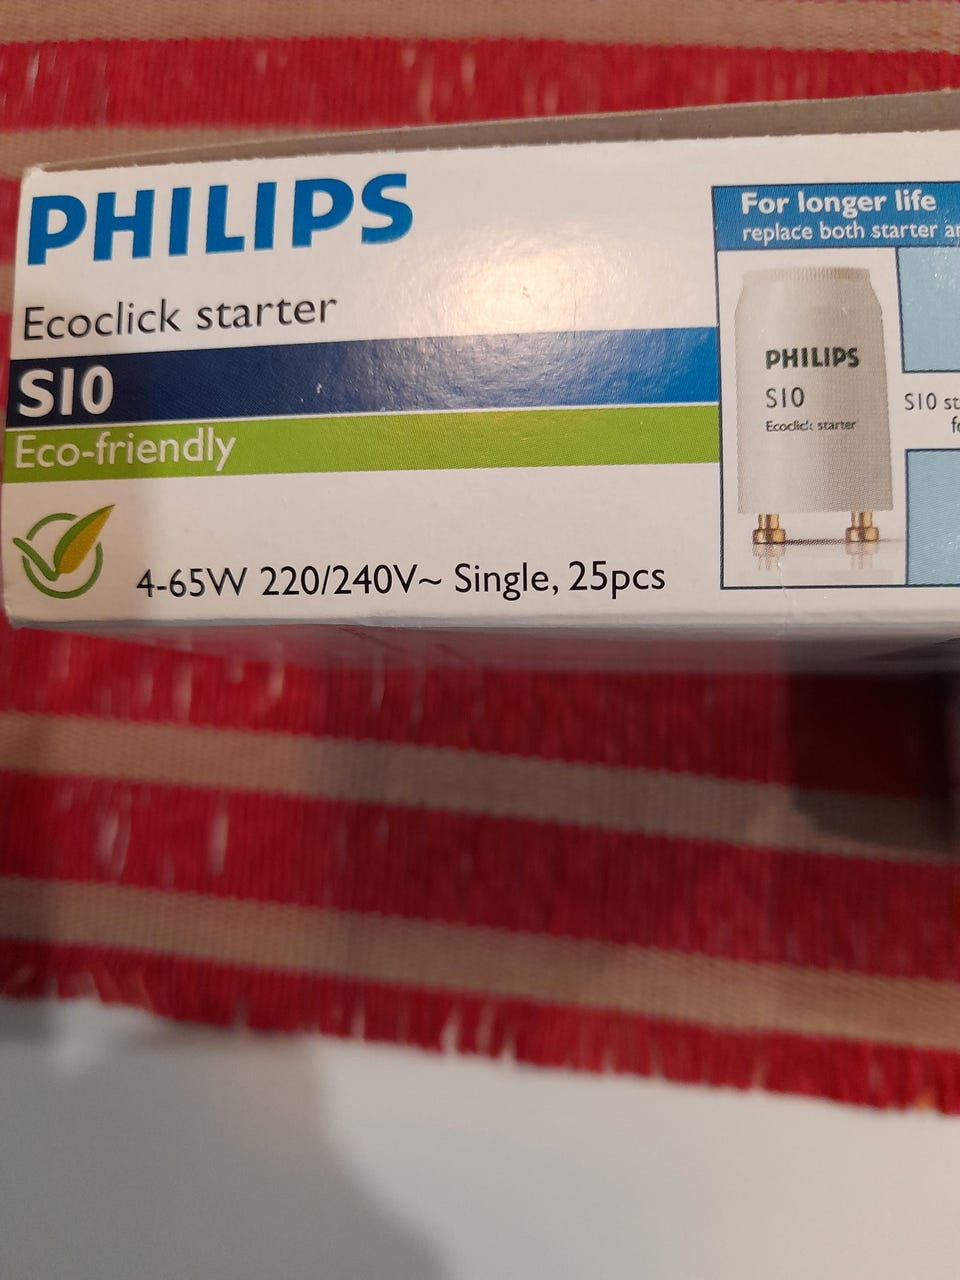 PHILIPS
Ecoclick starter
S10
Eco-friendly
4-65W 220/240V~ Single, 25pcs
For longer life
replace both starter
PHILIPS
S10
Ecoclick starter
S10